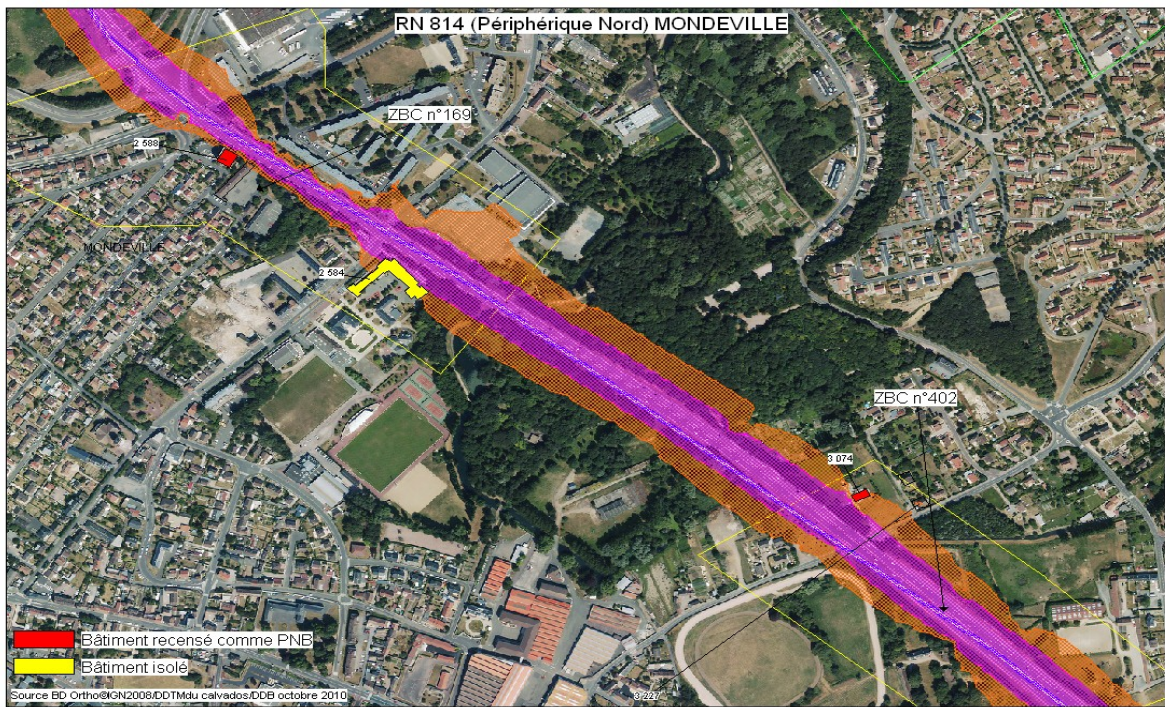 RN 814 (Périphérique Nord) MONDEVILLE
ZBC n°169
2 588
MONDEVILLE
2 584
ZBC n°402
3 074
Bâtiment recensé comme PNB
Bâtiment isolé
3 227
Source BD Ortho©IGN2008/DDTMdu calvados/DDB octobre 2010